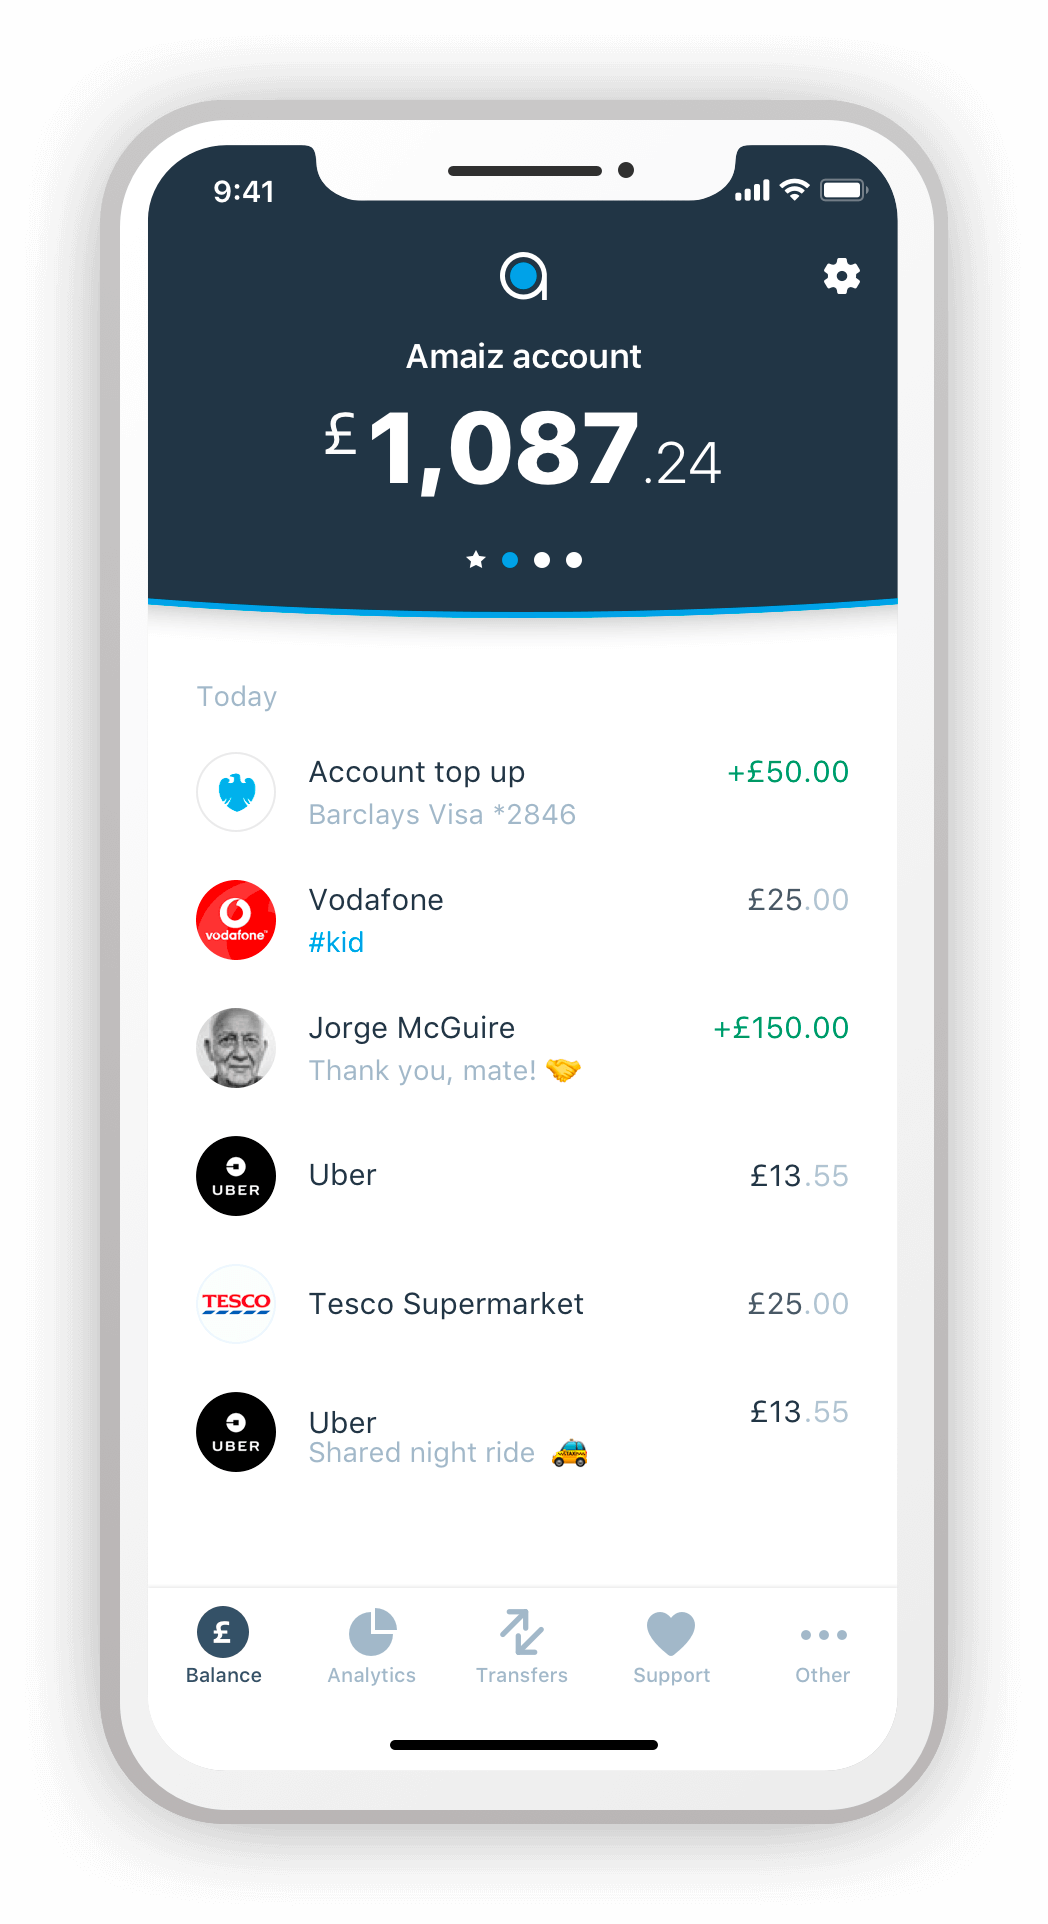 9:41
Amaiz account
£1,087.24
Today
Account top up +£50.00
Barclays Visa *2846
vodafone™
Vodafone £25.00
#kid
Jorge McGuire +£150.00
Thank you, mate! 🤝
UBER
Uber £13.55
TESCO
Tesco Supermarket £25.00
UBER
Uber £13.55
Shared night ride 🚕
£
Balance Analytics Transfers Support Other